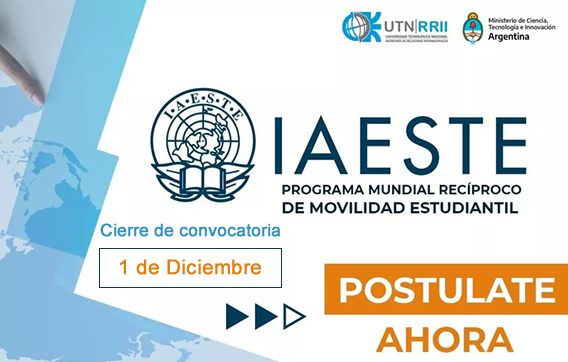 UTN|RRII
UNIVERSIDAD TECNOLÓGICA NACIONAL
SECRETARÍA DE RELACIONES INTERNACIONALES
Ministerio de Ciencia,
Tecnología e Innovación
Argentina
I·A·E·S·T·E
IAESTE
PROGRAMA MUNDIAL RECÍPROCO
DE MOVILIDAD ESTUDIANTIL
Cierre de convocatoria
1 de Diciembre
POSTULATE
AHORA